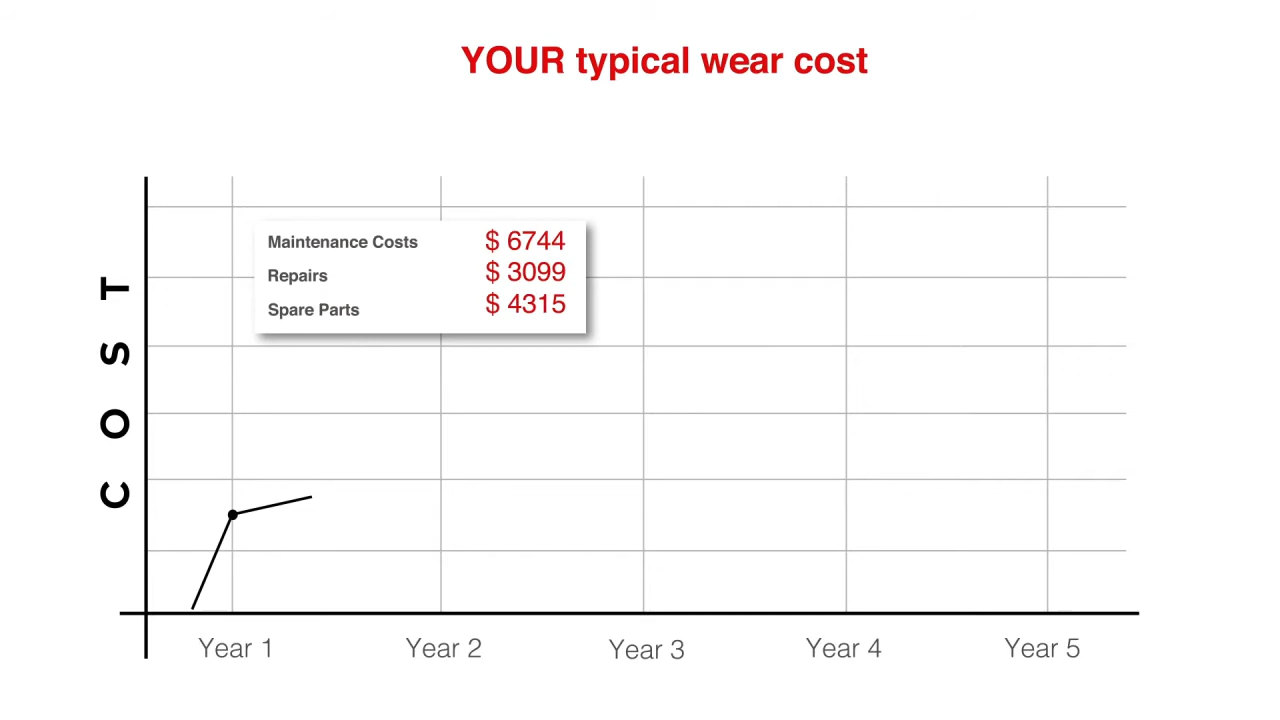 YOUR typical wear cost
Maintenance Costs $ 6744
Repairs $ 3099
Spare Parts $ 4315
COST
Year 1 Year 2 Year 3 Year 4 Year 5